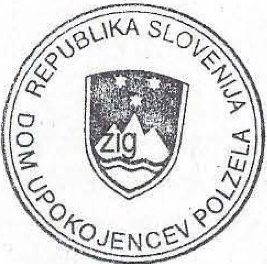 REPUBLIKA SLOVENIJA
žig
DOM UPOKOJENCEV POLZELA